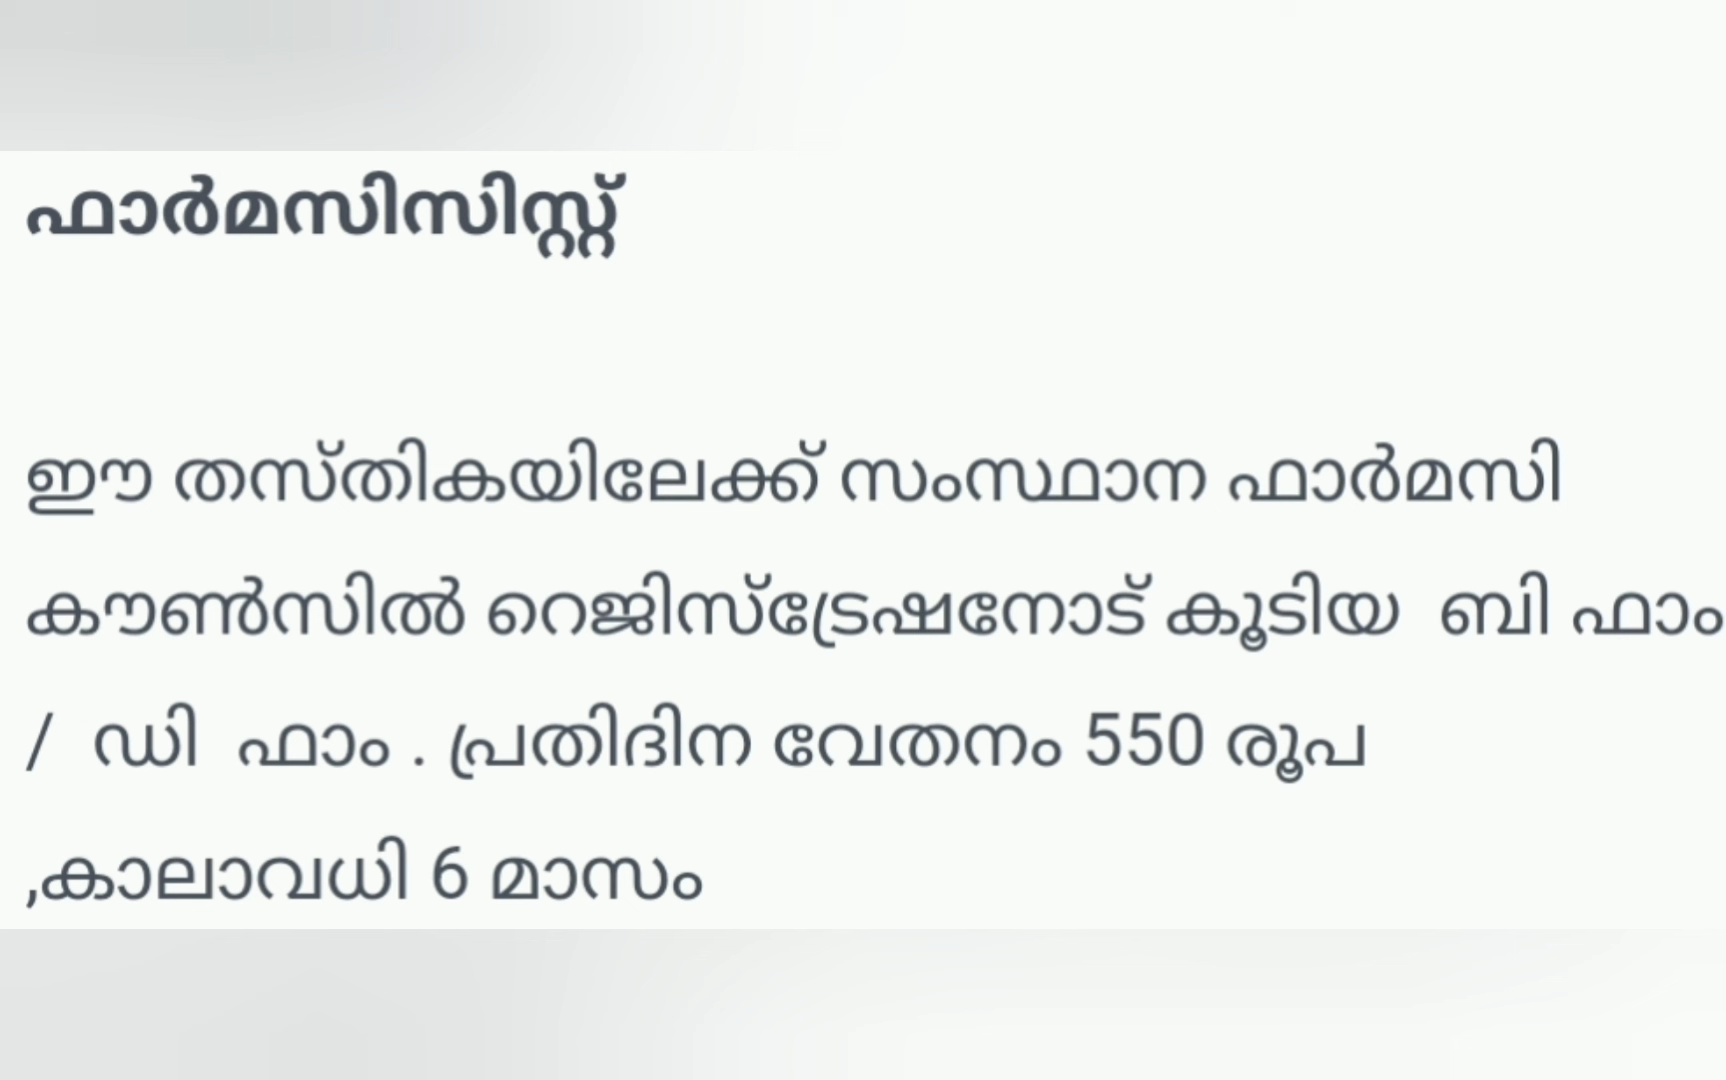 ഫാർമസിസിസ്റ്റ്
ഈ തസ്തികയിലേക്ക് സംസ്ഥാന ഫാർമസി
കൗൺസിൽ റെജിസ്ട്രേഷനോട് കൂടിയ ബി ഫാം
/ ഡി ഫാം . പ്രതിദിന വേതനം 550 രൂപ
,കാലാവധി 6 മാസം